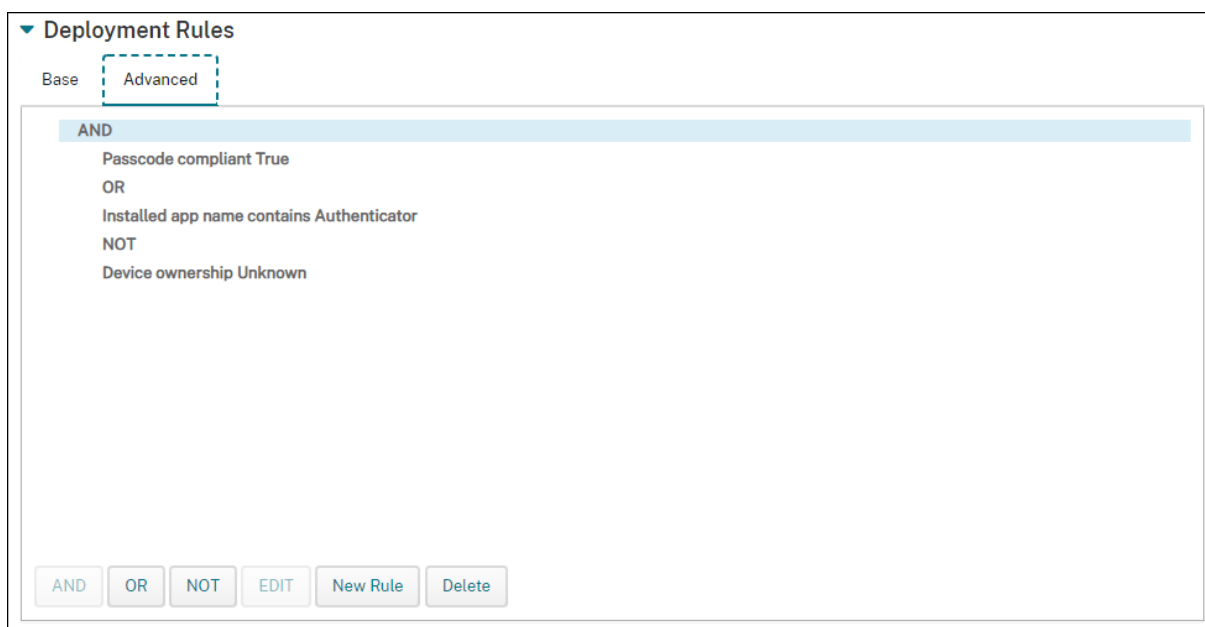 Deployment Rules
Base Advanced
AND
Passcode compliant True
OR
Installed app name contains Authenticator
NOT
Device ownership Unknown
AND OR NOT EDIT New Rule Delete